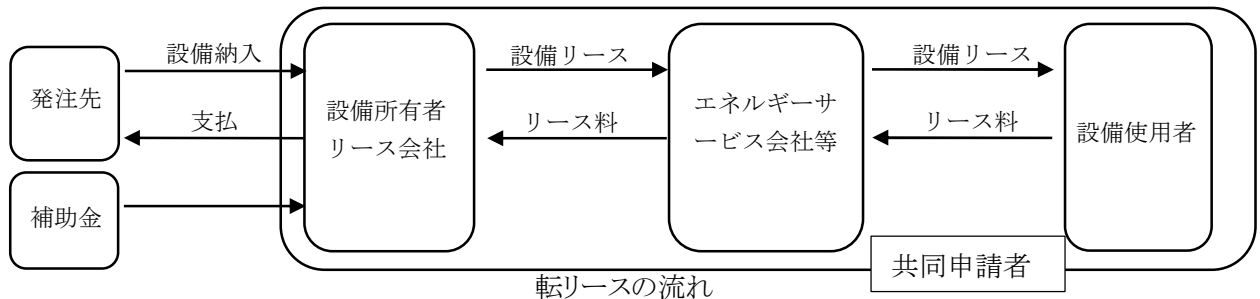 設備納入
設備リース
設備リース
発注先
設備所有者
リース会社
エネルギーサ
ービス会社等
設備使用者
支払
リース料
リース料
補助金
共同申請者
転リースの流れ